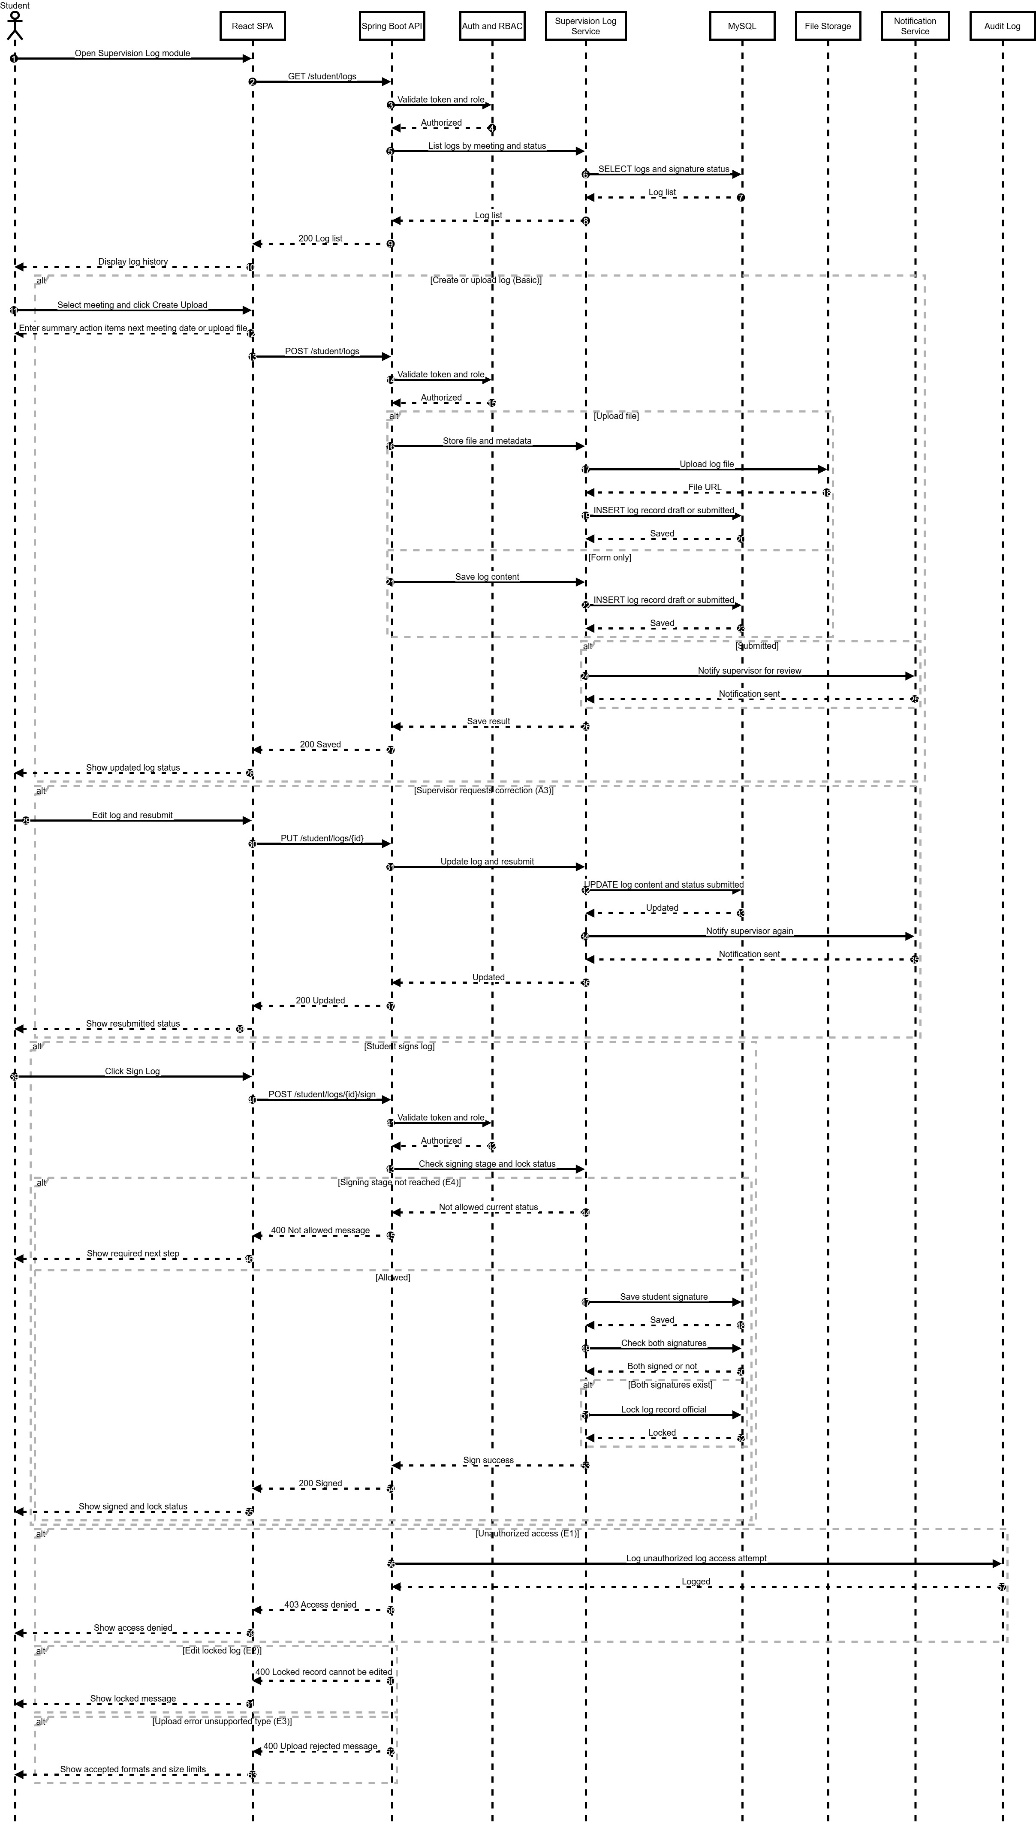 Student
React SPA
Spring Boot API
Auth and RBAC
Supervision Log
Service
MySQL
File Storage
Notification
Service
Audit Log
Open Supervision Log module
GET /student/logs
Validate token and role
Authorized
List logs by meeting and status
SELECT logs and signature status
Log list
Log list
200 Log list
Display log history
alt
[Create or upload log (Basic)]
Select meeting and click Create Upload
Enter summary action items next meeting date or upload file
POST /student/logs
Validate token and role
Authorized
alt
[Upload file]
Store file and metadata
Upload log file
File URL
INSERT log record draft or submitted
Saved
[Form only]
Save log content
INSERT log record draft or submitted
Saved
alt
[Submitted]
Notify supervisor for review
Notification sent
Save result
200 Saved
Show updated log status
alt
[Supervisor requests correction (A3)]
Edit log and resubmit
PUT /student/logs/{id}
Update log and resubmit
UPDATE log content and status submitted
Updated
Notify supervisor again
Notification sent
Updated
200 Updated
Show resubmitted status
alt
[Student signs log]
Click Sign Log
POST /student/logs/{id}/sign
Validate token and role
Authorized
Check signing stage and lock status
alt
[Signing stage not reached (E4)]
Not allowed current status
400 Not allowed message
Show required next step
[Allowed]
Save student signature
Saved
Check both signatures
Both signed or not
alt
[Both signatures exist]
Lock log record official
Locked
Sign success
200 Signed
Show signed and lock status
alt
[Unauthorized access (E1)]
Log unauthorized log access attempt
Logged
403 Access denied
Show access denied
alt
[Edit locked log (E2)]
400 Locked record cannot be edited
Show locked message
alt
[Upload error unsupported type (E3)]
400 Upload rejected message
Show accepted formats and size limits